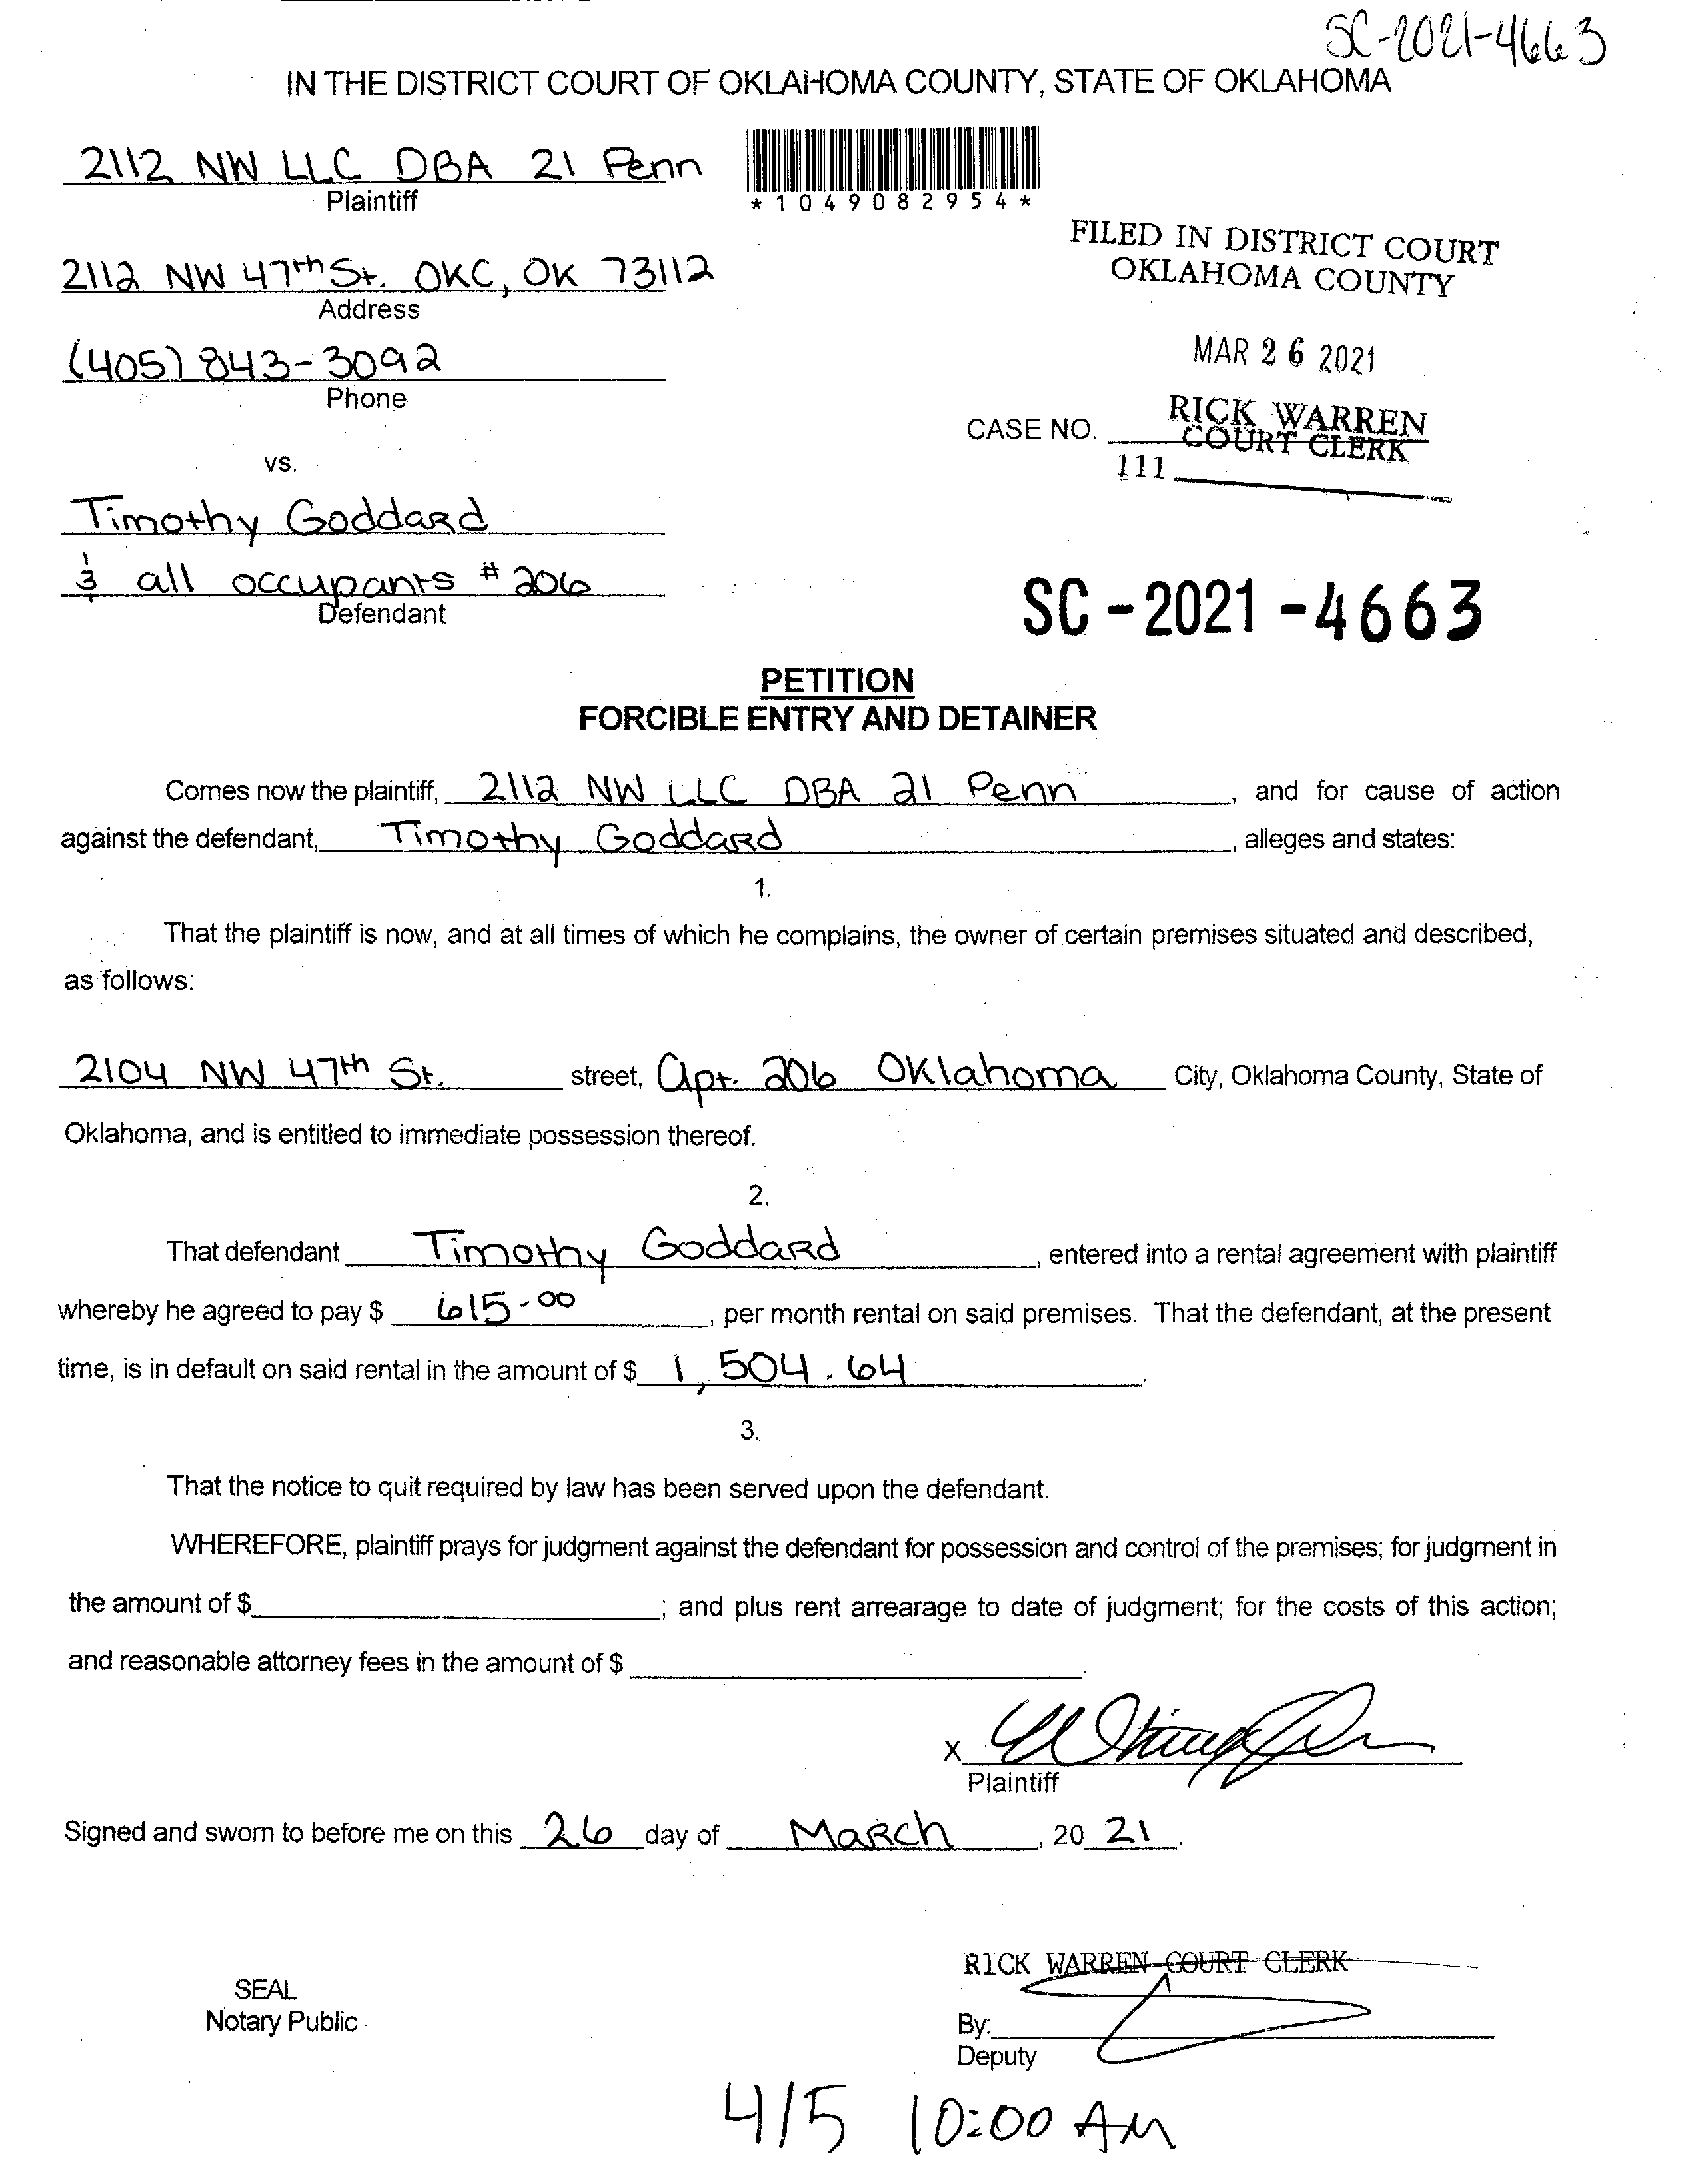 SC-2021-4663
IN THE DISTRICT COURT OF OKLAHOMA COUNTY, STATE OF OKLAHOMA
2112 NW LLC DBA 21 Penn
Plaintiff
*1049082954*
FILED IN DISTRICT COURT
OKLAHOMA COUNTY
2112 NW 47th St. OKC, OK 73112
Address
MAR 26 2021
(405) 843-3092
Phone
RICK WARREN
CASE NO.
COURT CLERK
111
vs.
Timothy Goddard
& all occupants #206
Defendant
SC-2021-4663
PETITION
FORCIBLE ENTRY AND DETAINER
Comes now the plaintiff, 2112 NW LLC DBA 21 Penn, and for cause of action
against the defendant, Timothy Goddard, alleges and states:
1.
That the plaintiff is now, and at all times of which he complains, the owner of certain premises situated and described,
as follows:
2104 NW 47th St. street, Apt. 206 Oklahoma City, Oklahoma County, State of
Oklahoma, and is entitled to immediate possession thereof.
2.
That defendant Timothy Goddard, entered into a rental agreement with plaintiff
whereby he agreed to pay $ 615.00, per month rental on said premises. That the defendant, at the present
time, is in default on said rental in the amount of $ 1,504.64.
3.
That the notice to quit required by law has been served upon the defendant.
WHEREFORE, plaintiff prays for judgment against the defendant for possession and control of the premises; for judgment in
the amount of $ ; and plus rent arrearage to date of judgment; for the costs of this action;
and reasonable attorney fees in the amount of $ .
X
Plaintiff
Signed and sworn to before me on this 26 day of March, 20 21.
RICK WARREN COURT CLERK
SEAL
Notary Public
By:
Deputy
4/5 10:00 AM